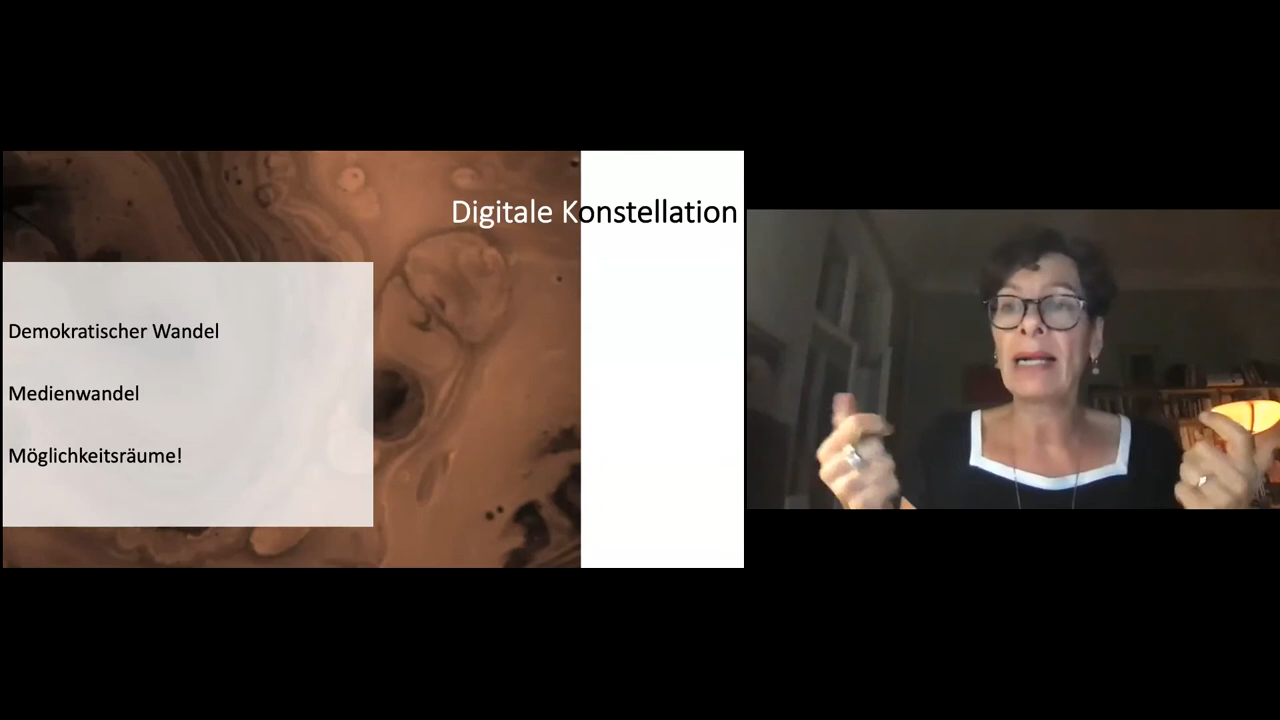 Digitale Konstellation
Demokratischer Wandel
Medienwandel
Möglichkeitsräume!